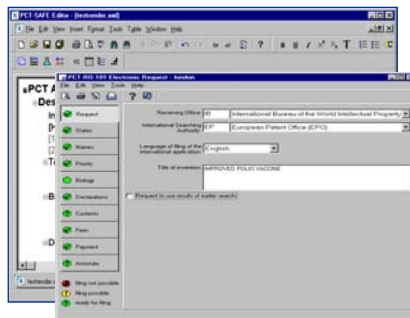 PCT-SAFE Editor - [testrender.xml]
File Edit View Insert Format Tools Table Window Help
PCT-RO-101 Electronic Request - london
File Edit View Tools Help
PCT A
Des
Request
States
Names
Priority
Biology
Declarations
Contents
Fees
Payment
Annotate
filing not possible
filing possible
ready for filing
Receiving Office
IB
International Bureau of the World Intellectual Property
International Searching
Authority
EP
European Patent Office (EPO)
Language of filing of the
international application
English
Title of invention
IMPROVED POLIO VACCINE
Request to use results of earlier search